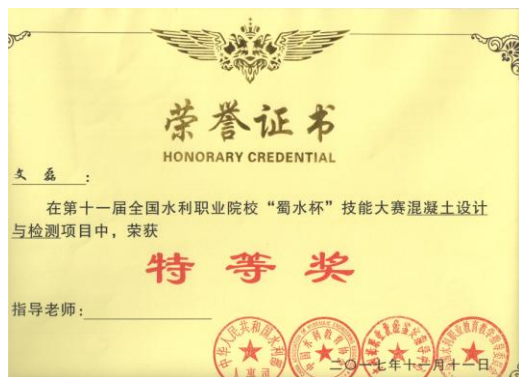 荣誉证书
HONORARY CREDENTIAL
文磊：
在第十一届全国水利职业院校“蜀水杯”技能大赛混凝土设计
与检测项目中，荣获
特等奖
指导老师：
二〇一七年十一月十一日